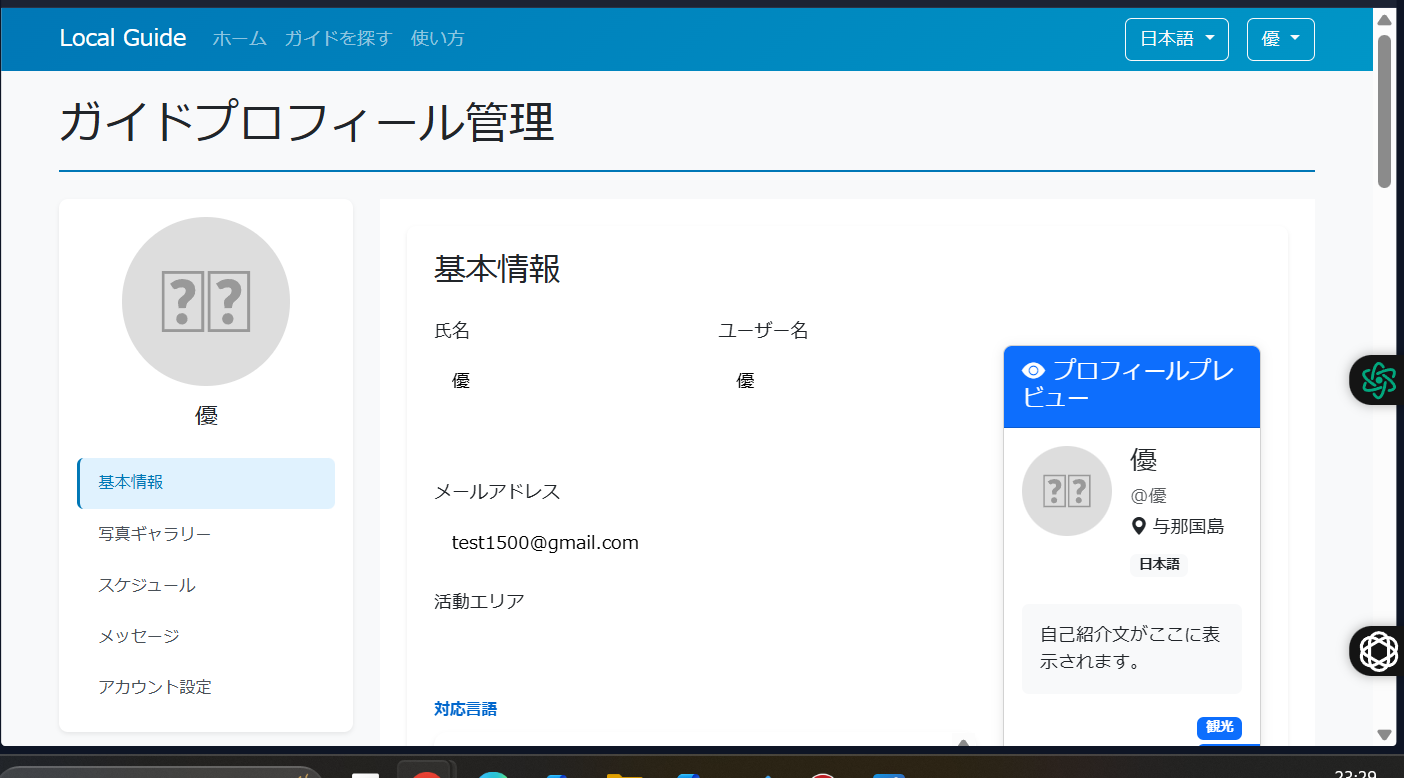 Local Guide ホーム ガイドを探す 使い方 日本語 優
ガイドプロフィール管理
優
基本情報
写真ギャラリー
スケジュール
メッセージ
アカウント設定
基本情報
氏名 ユーザー名
優 優
メールアドレス
test1500@gmail.com
活動エリア
対応言語
プロフィールプレ
ビュー
優
@優
与那国島
日本語
自己紹介文がここに表
示されます。
観光
23:29